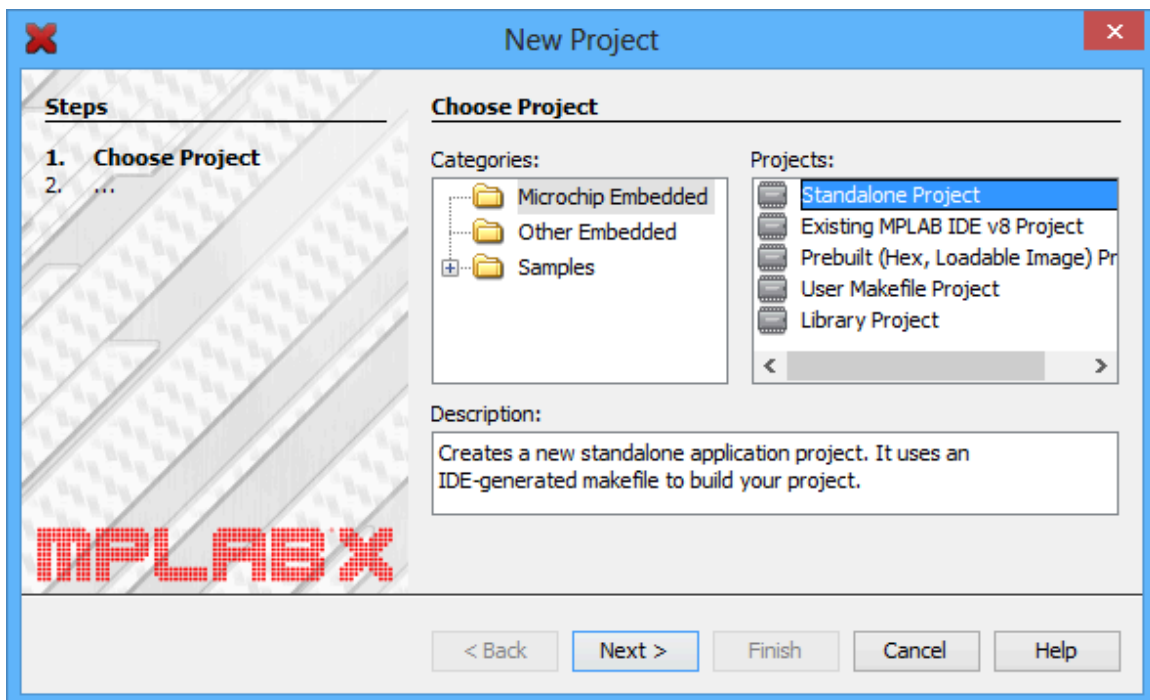 New Project
Steps
1. Choose Project
2. ...
Choose Project
Categories:
Microchip Embedded
Other Embedded
Samples
Projects:
Standalone Project
Existing MPLAB IDE v8 Project
Prebuilt (Hex, Loadable Image) Pr
User Makefile Project
Library Project
Description:
Creates a new standalone application project. It uses an
IDE-generated makefile to build your project.
MPLAB X
< Back Next > Finish Cancel Help